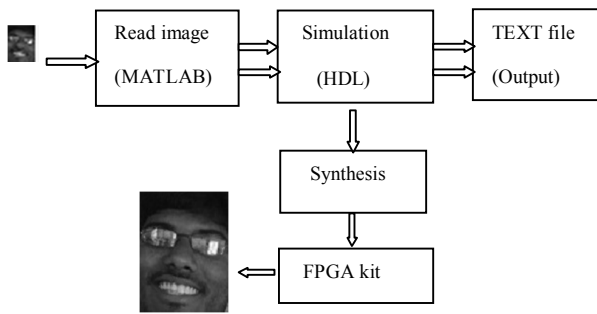 Read image
(MATLAB)
Simulation
(HDL)
TEXT file
(Output)
Synthesis
FPGA kit